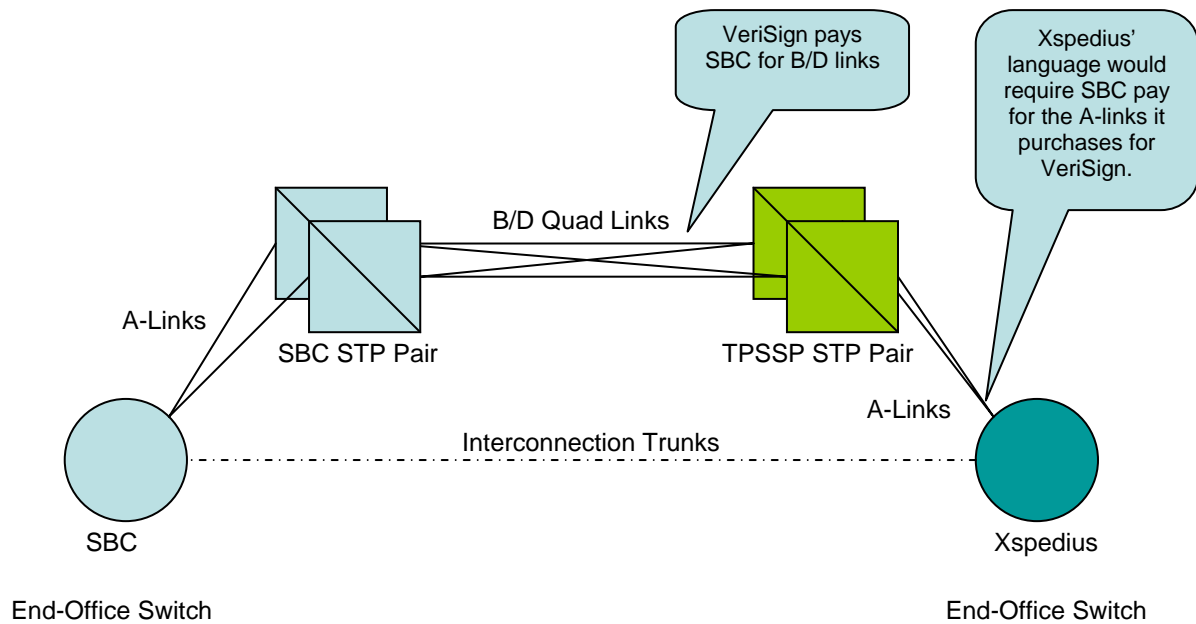 VeriSign pays
SBC for B/D links
Xspedius’
language would
require SBC pay
for the A-links it
purchases for
VeriSign.
B/D Quad Links
A-Links
SBC STP Pair
TPSSP STP Pair
A-Links
Interconnection Trunks
SBC
Xspedius
End-Office Switch
End-Office Switch